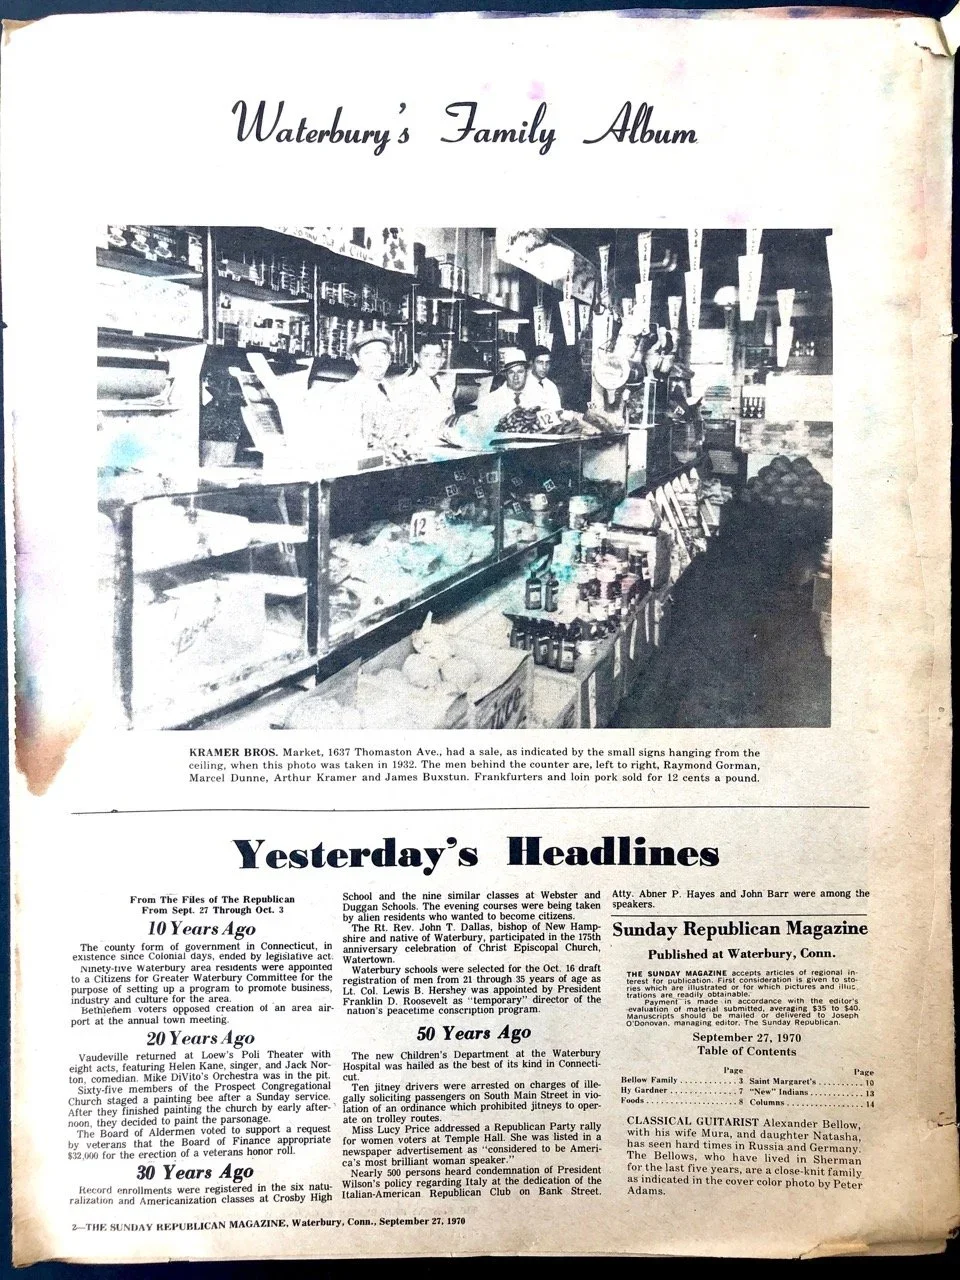 Waterbury's Family Album
12
KRAMER BROS. Market, 1637 Thomaston Ave., had a sale, as indicated by the small signs hanging from the
ceiling, when this photo was taken in 1932. The men behind the counter are, left to right, Raymond Gorman,
Marcel Dunne, Arthur Kramer and James Buxstun. Frankfurters and loin pork sold for 12 cents a pound.
Yesterday's Headlines
From The Files of The Republican
From Sept. 27 Through Oct. 3
10 Years Ago
The county form of government in Connecticut, in
existence since Colonial days, ended by legislative act.
Ninety-five Waterbury area residents were appointed
to a Citizens for Greater Waterbury Committee for the
purpose of setting up a program to promote business,
industry and culture for the area.
Bethlehem voters opposed creation of an area air-
port at the annual town meeting.
20 Years Ago
Vaudeville returned at Loew's Poli Theater with
eight acts, featuring Helen Kane, singer, and Jack Nor-
ton, comedian. Mike DiVito's Orchestra was in the pit.
Sixty-five members of the Prospect Congregational
Church staged a painting bee after a Sunday service.
After they finished painting the church by early after-
noon, they decided to paint the parsonage.
The Board of Aldermen voted to support a request
by veterans that the Board of Finance appropriate
$32,000 for the erection of a veterans honor roll.
30 Years Ago
Record enrollments were registered in the six natu-
ralization and Americanization classes at Crosby High
School and the nine similar classes at Webster and
Duggan Schools. The evening courses were being taken
by alien residents who wanted to become citizens.
The Rt. Rev. John T. Dallas, bishop of New Hamp-
shire and native of Waterbury, participated in the 175th
anniversary celebration of Christ Episcopal Church,
Watertown.
Waterbury schools were selected for the Oct. 16 draft
registration of men from 21 through 35 years of age as
Lt. Col. Lewis B. Hershey was appointed by President
Franklin D. Roosevelt as "temporary" director of the
nation's peacetime conscription program.
50 Years Ago
The new Children's Department at the Waterbury
Hospital was hailed as the best of its kind in Connecti-
cut.
Ten jitney drivers were arrested on charges of ille-
gally soliciting passengers on South Main Street in vio-
lation of an ordinance which prohibited jitneys to oper-
ate on trolley routes.
Miss Lucy Price addressed a Republican Party rally
for women voters at Temple Hall. She was listed in a
newspaper advertisement as "considered to be Ameri-
ca's most brilliant woman speaker."
Nearly 500 persons heard condemnation of President
Wilson's policy regarding Italy at the dedication of the
Italian-American Republican Club on Bank Street.
Atty. Abner P. Hayes and John Barr were among the
speakers.
Sunday Republican Magazine
Published at Waterbury, Conn.
THE SUNDAY MAGAZINE accepts articles of regional in-
terest for publication. First consideration is given to sto-
ries which are illustrated or for which pictures and illus-
trations are readily obtainable.
Payment is made in accordance with the editor's
evaluation of material submitted, averaging $35 to $40.
Manuscripts should be mailed or delivered to Joseph
O'Donovan, managing editor, The Sunday Republican.
September 27, 1970
Table of Contents
Page Page
Bellow Family ........... 3 Saint Margaret's .......... 10
Hy Gardner ............. 7 "New" Indians ............ 13
Foods .................. 8 Columns ................. 14
CLASSICAL GUITARIST Alexander Bellow,
with his wife Mura, and daughter Natasha,
has seen hard times in Russia and Germany.
The Bellows, who have lived in Sherman
for the last five years, are a close-knit family
as indicated in the cover color photo by Peter
Adams.
2—THE SUNDAY REPUBLICAN MAGAZINE, Waterbury, Conn., September 27, 1970